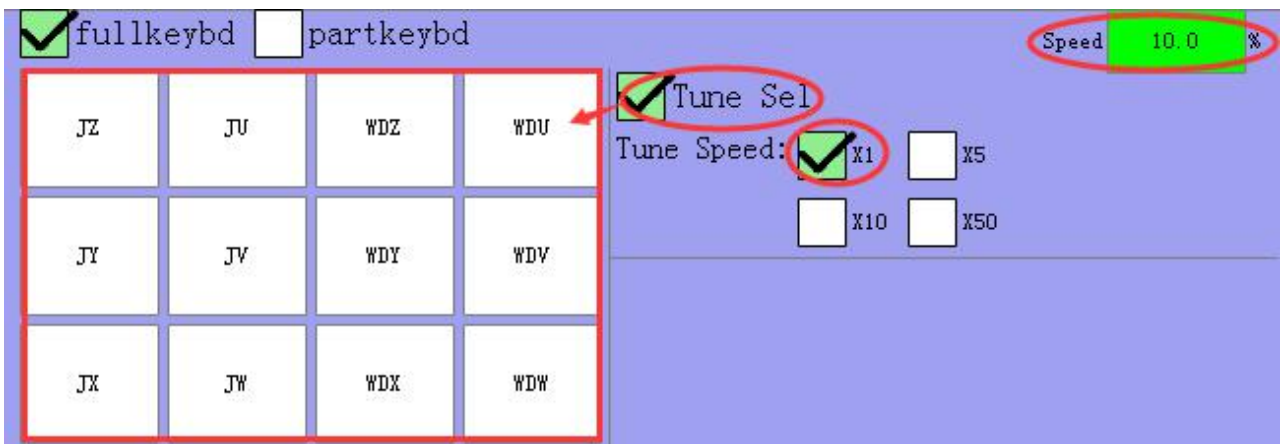 fullkeybd partkeybd
Speed 10.0 %
JZ JU WDZ WDU
Tune Sel
Tune Speed: X1 X5
X10 X50
JY JV WDY WDV
JX JW WDX WDW